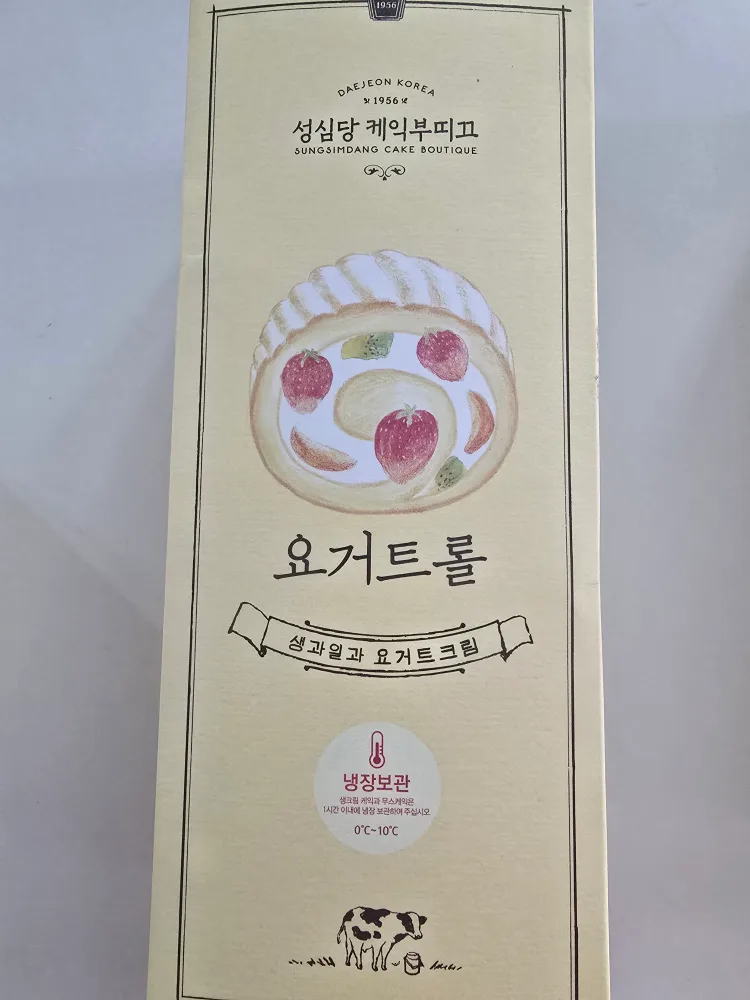 1956
DAEJEON KOREA
1956
성심당 케익부띠끄
SUNGSIMDANG CAKE BOUTIQUE
요거트롤
생과일과 요거트크림
냉장보관
생크림 케익과 무스케익은
1시간 이내에 냉장 보관하여 주십시오.
0℃~10℃